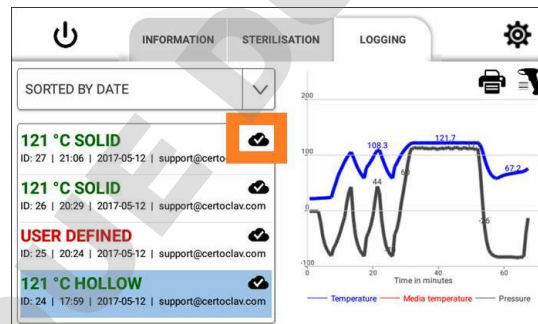 INFORMATION
STERILISATION
LOGGING
SORTED BY DATE
121 °C SOLID
ID: 27 | 21:06 | 2017-05-12 | support@certo
121 °C SOLID
ID: 26 | 20:29 | 2017-05-12 | support@certoclav.com
USER DEFINED
ID: 25 | 20:24 | 2017-05-12 | support@certoclav.com
121 °C HOLLOW
ID: 24 | 17:59 | 2017-05-12 | support@certoclav.com
200
100
0
-100
108.3
121.7
67.2
44
0
20
40
60
Time in minutes
Temperature
Media temperature
Pressure